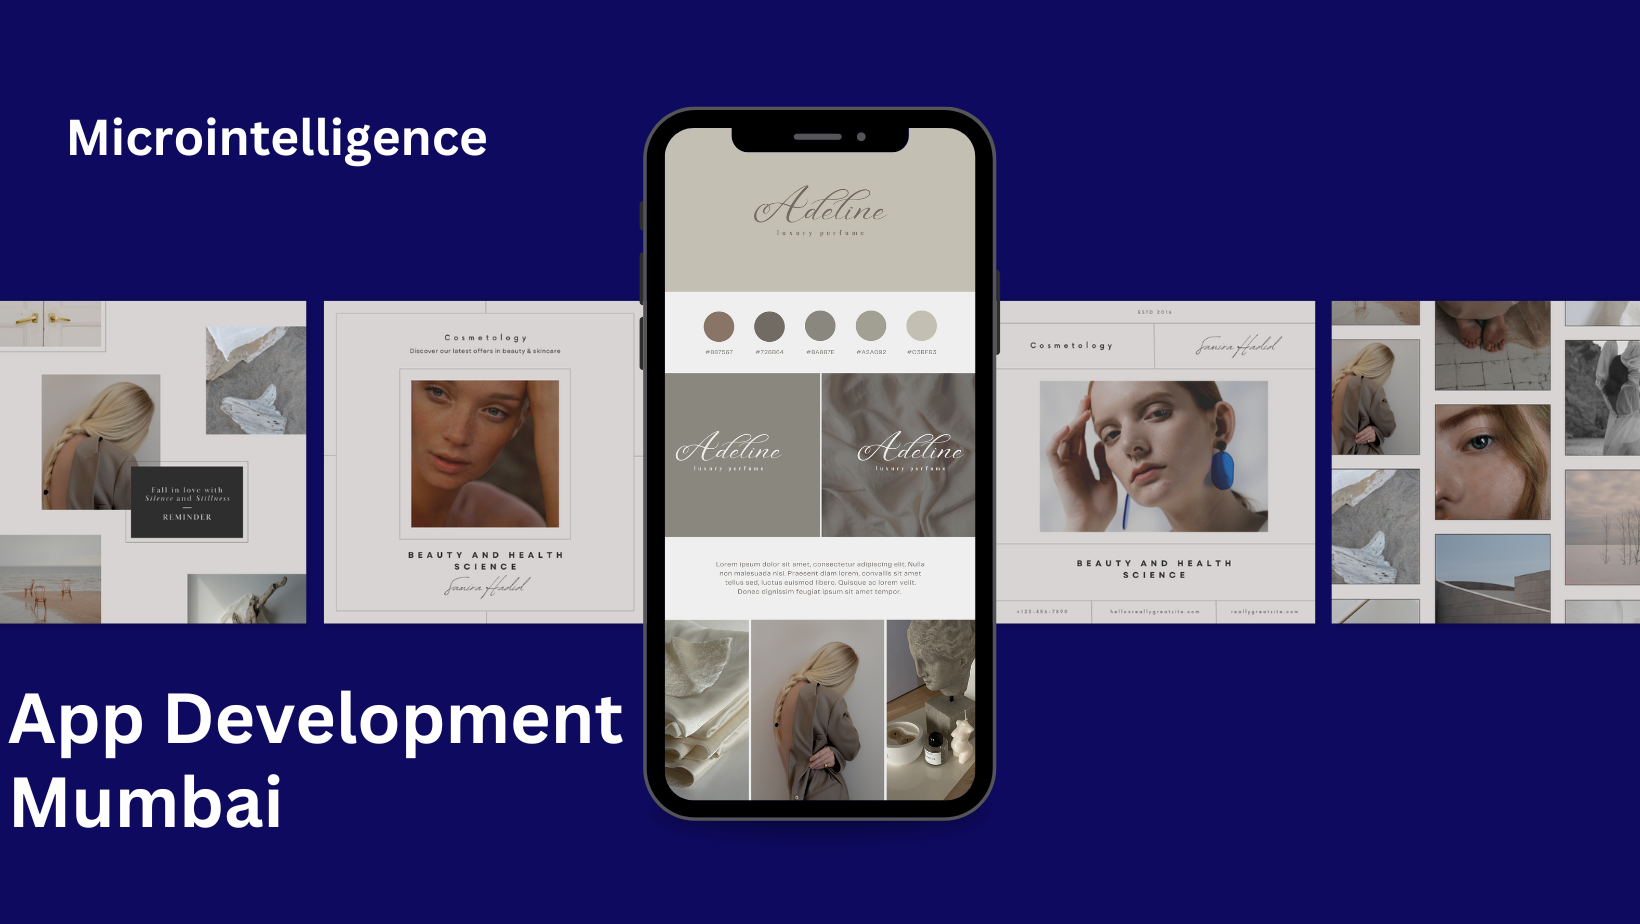 Microintelligence
App Development
Mumbai
Fall in love with
Silence and Stillness
REMINDER
Cosmetology
Discover our latest offers in beauty & skincare
BEAUTY AND HEALTH
SCIENCE
Samira Hadid
Adeline
luxury perfume
#887567
#726B64
#8A887E
#A3A092
#C3BFB3
Adeline
luxury perfume
Adeline
luxury perfume
Lorem ipsum dolor sit amet, consectetur adipiscing elit. Nulla
non malesuada nisl. Praesent diam lorem, convallis sit amet
tellus sed, luctus euismod libero. Quisque ac lorem velit.
Donec dignissim feugiat ipsum sit amet tempor.
ESTD 2016
Cosmetology
Samira Hadid
BEAUTY AND HEALTH
SCIENCE
+123-456-7890
hello@reallygreatsite.com
reallygreatsite.com